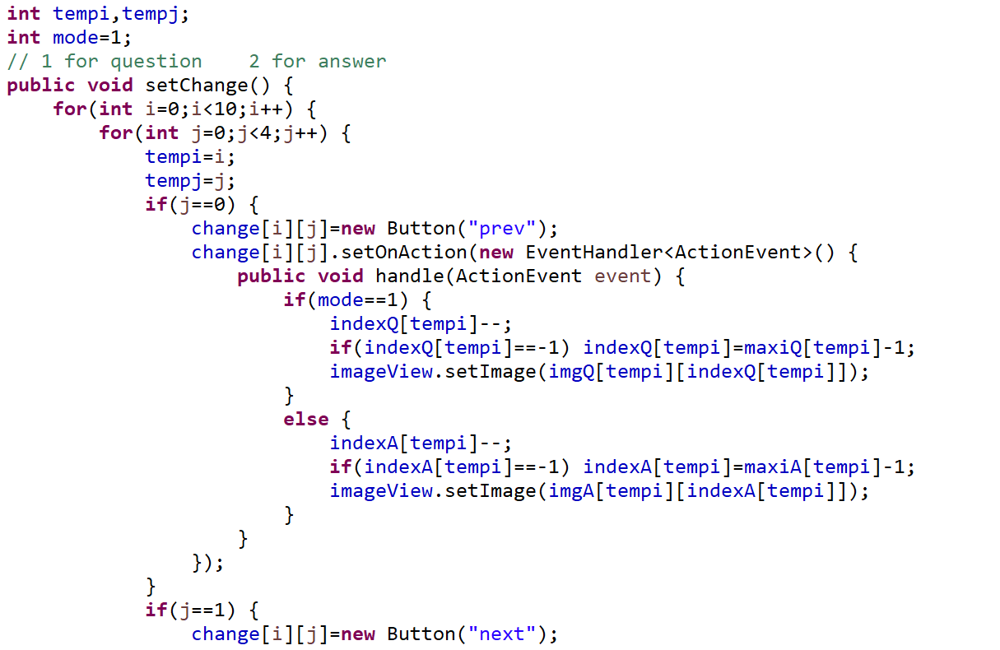 int tempi,tempj;
int mode=1;
// 1 for question    2 for answer
public void setChange() {
    for(int i=0;i<10;i++) {
        for(int j=0;j<4;j++) {
            tempi=i;
            tempj=j;
            if(j==0) {
                change[i][j]=new Button("prev");
                change[i][j].setOnAction(new EventHandler<ActionEvent>() {
                    public void handle(ActionEvent event) {
                        if(mode==1) {
                            indexQ[tempi]--;
                            if(indexQ[tempi]==-1) indexQ[tempi]=maxiQ[tempi]-1;
                            imageView.setImage(imgQ[tempi][indexQ[tempi]]);
                        }
                        else {
                            indexA[tempi]--;
                            if(indexA[tempi]==-1) indexA[tempi]=maxiA[tempi]-1;
                            imageView.setImage(imgA[tempi][indexA[tempi]]);
                        }
                    }
                });
            }
            if(j==1) {
                change[i][j]=new Button("next");